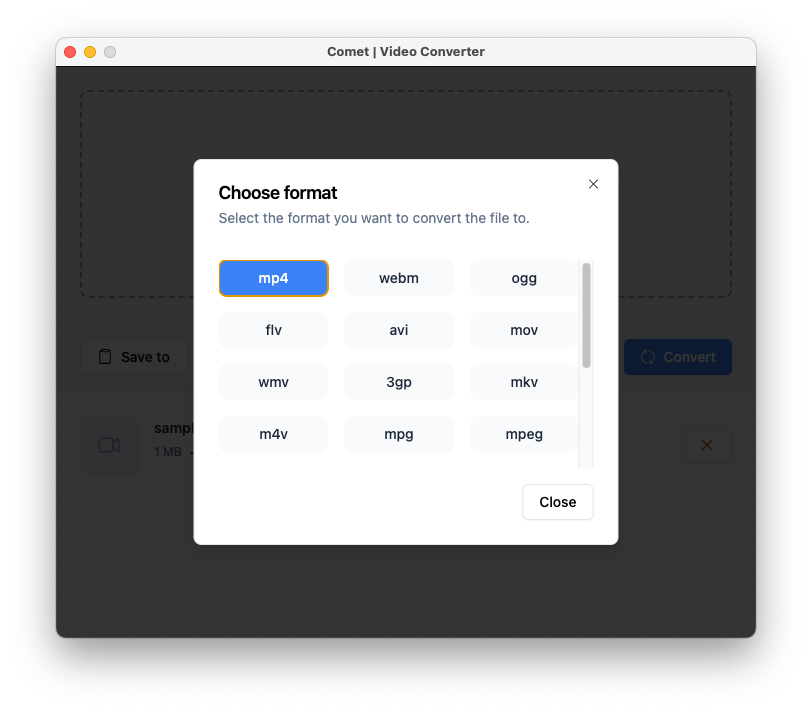 Comet | Video Converter
Choose format
Select the format you want to convert the file to.
mp4 webm ogg
flv avi mov
wmv 3gp mkv
m4v mpg mpeg
Close
Save to
Convert
1 MB